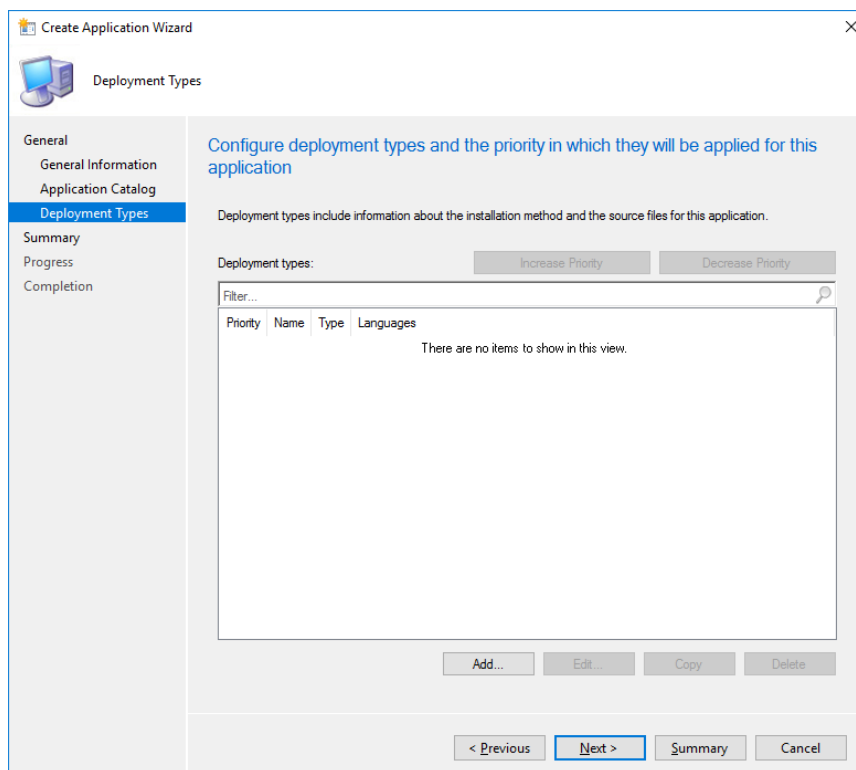 Create Application Wizard
Deployment Types
General
General Information
Application Catalog
Deployment Types
Summary
Progress
Completion
Configure deployment types and the priority in which they will be applied for this
application
Deployment types include information about the installation method and the source files for this application.
Deployment types:
Increase Priority
Decrease Priority
Filter...
Priority Name Type Languages
There are no items to show in this view.
Add... Edit... Copy Delete
< Previous Next > Summary Cancel